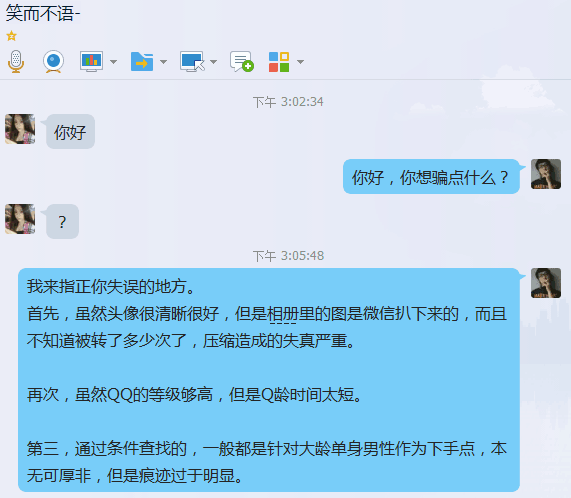 笑而不语-
下午 3:02:34
你好
你好，你想骗点什么？
？
下午 3:05:48
我来指正你失误的地方。
首先，虽然头像很清晰很好，但是相册里的图是微信扒下来的，而且
不知道被转了多少次了，压缩造成的失真严重。
再次，虽然QQ的等级够高，但是Q龄时间太短。
第三，通过条件查找的，一般都是针对大龄单身男性作为下手点，本
无可厚非，但是痕迹过于明显。